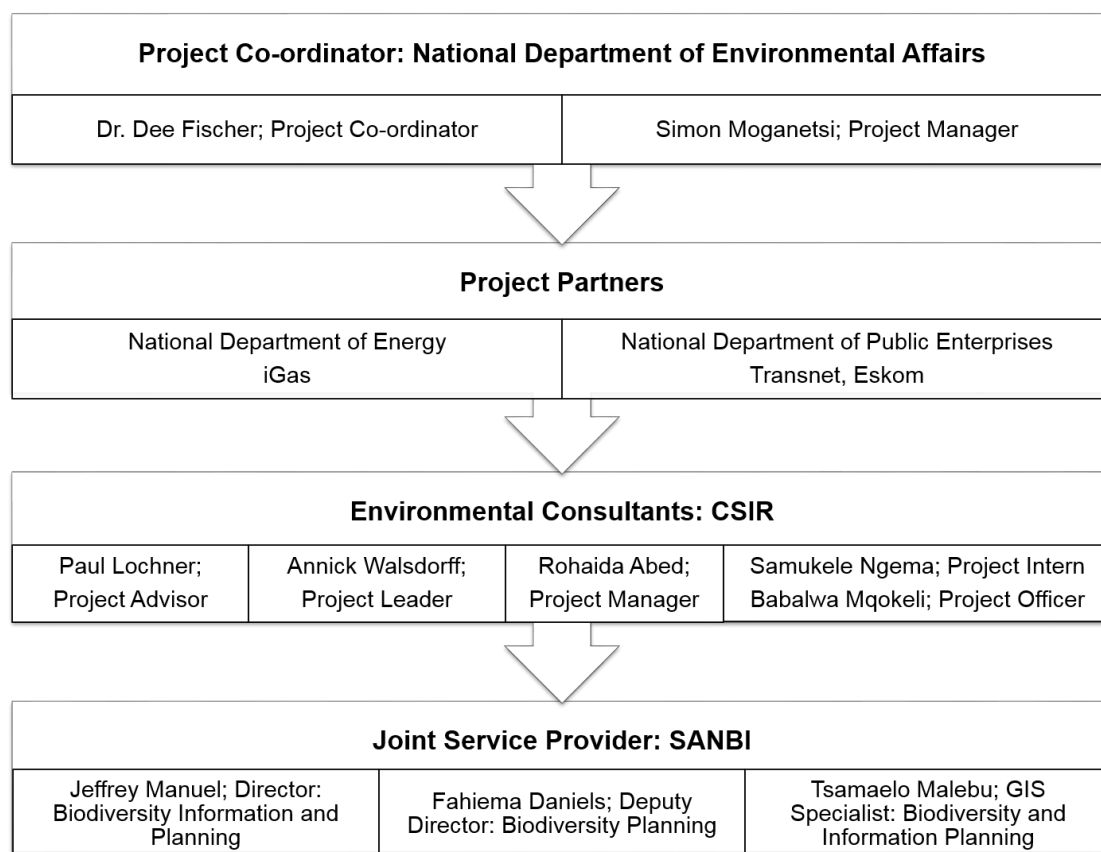 Project Co-ordinator: National Department of Environmental Affairs
Dr. Dee Fischer; Project Co-ordinator
Simon Moganetsi; Project Manager
Project Partners
National Department of Energy
iGas
National Department of Public Enterprises
Transnet, Eskom
Environmental Consultants: CSIR
Paul Lochner;
Project Advisor
Annick Walsdorff;
Project Leader
Rohaida Abed;
Project Manager
Samukele Ngema; Project Intern
Babalwa Mqokeli; Project Officer
Joint Service Provider: SANBI
Jeffrey Manuel; Director:
Biodiversity Information and
Planning
Fahiema Daniels; Deputy
Director: Biodiversity Planning
Tsamaelo Malebu; GIS
Specialist: Biodiversity and
Information Planning